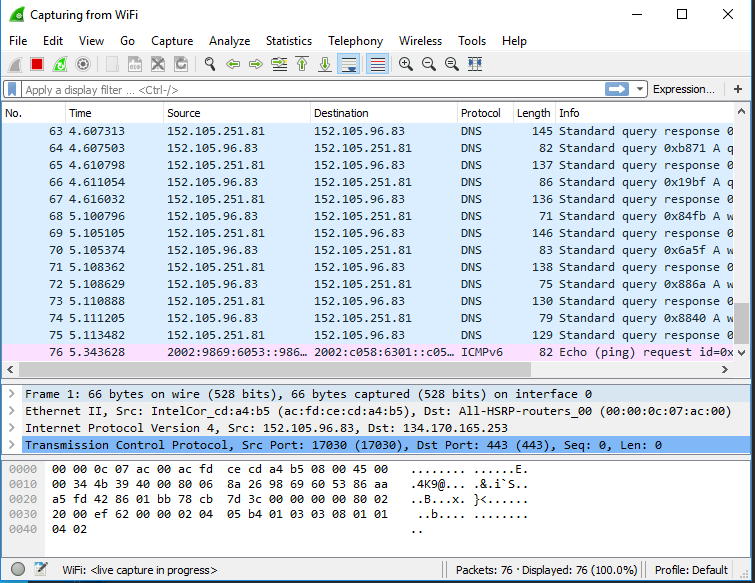 Capturing from WiFi
File Edit View Go Capture Analyze Statistics Telephony Wireless Tools Help
Apply a display filter ... <Ctrl-/> Expression... +
No. Time Source Destination Protocol Length Info
63 4.607313 152.105.251.81 152.105.96.83 DNS 145 Standard query response 0
64 4.607503 152.105.96.83 152.105.251.81 DNS 82 Standard query 0xb871 A q
65 4.610798 152.105.251.81 152.105.96.83 DNS 137 Standard query response 0
66 4.611054 152.105.96.83 152.105.251.81 DNS 86 Standard query 0x19bf A q
67 4.616032 152.105.251.81 152.105.96.83 DNS 136 Standard query response 0
68 5.100796 152.105.96.83 152.105.251.81 DNS 71 Standard query 0x84fb A w
69 5.105105 152.105.251.81 152.105.96.83 DNS 146 Standard query response 0
70 5.105374 152.105.96.83 152.105.251.81 DNS 83 Standard query 0x6a5f A w
71 5.108362 152.105.251.81 152.105.96.83 DNS 138 Standard query response 0
72 5.108629 152.105.96.83 152.105.251.81 DNS 75 Standard query 0x886a A w
73 5.110888 152.105.251.81 152.105.96.83 DNS 130 Standard query response 0
74 5.111205 152.105.96.83 152.105.251.81 DNS 79 Standard query 0x8840 A w
75 5.113482 152.105.251.81 152.105.96.83 DNS 129 Standard query response 0
76 5.343628 2002:9869:6053::986… 2002:c058:6301::c05… ICMPv6 82 Echo (ping) request id=0x
Frame 1: 66 bytes on wire (528 bits), 66 bytes captured (528 bits) on interface 0
Ethernet II, Src: IntelCor_cd:a4:b5 (ac:fd:ce:cd:a4:b5), Dst: All-HSRP-routers_00 (00:00:0c:07:ac:00)
Internet Protocol Version 4, Src: 152.105.96.83, Dst: 134.170.165.253
Transmission Control Protocol, Src Port: 17030 (17030), Dst Port: 443 (443), Seq: 0, Len: 0
0000 00 00 0c 07 ac 00 ac fd ce cd a4 b5 08 00 45 00 ........ ......E.
0010 00 34 4b 39 40 00 80 06 8a 26 98 69 60 53 86 aa .4K9@... .&.i`S..
0020 a5 fd 42 86 01 bb 78 cb 7d 3c 00 00 00 00 80 02 ..B...x. }<......
0030 20 00 ef 62 00 00 02 04 05 b4 01 03 03 08 01 01 ..b.... ........
0040 04 02 ..
WiFi: <live capture in progress> Packets: 76 · Displayed: 76 (100.0%) Profile: Default